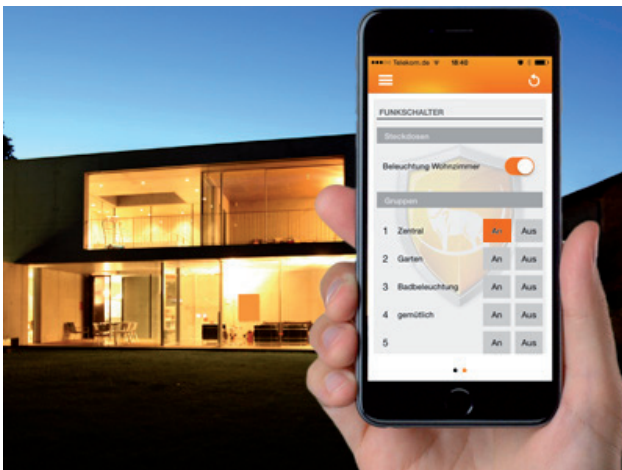 Telekom.de 18:40
FUNKSCHALTER
Steckdosen
Beleuchtung Wohnzimmer
Gruppen
1 Zentral An Aus
2 Garten An Aus
3 Badbeleuchtung An Aus
4 gemütlich An Aus
5 An Aus